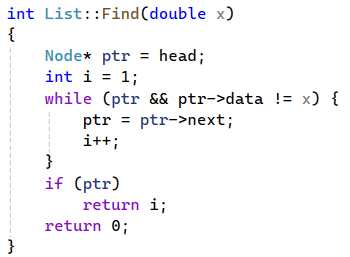 int List::Find(double x)
{
    Node* ptr = head;
    int i = 1;
    while (ptr && ptr->data != x) {
        ptr = ptr->next;
        i++;
    }
    if (ptr)
        return i;
    return 0;
}